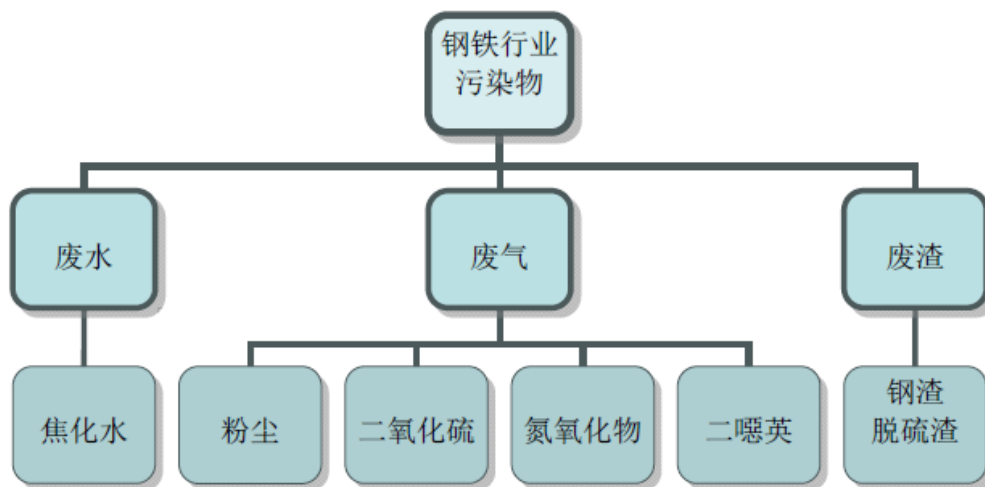 钢铁行业
污染物
废水
废气
废渣
焦化水
粉尘
二氧化硫
氮氧化物
二噁英
钢渣
脱硫渣